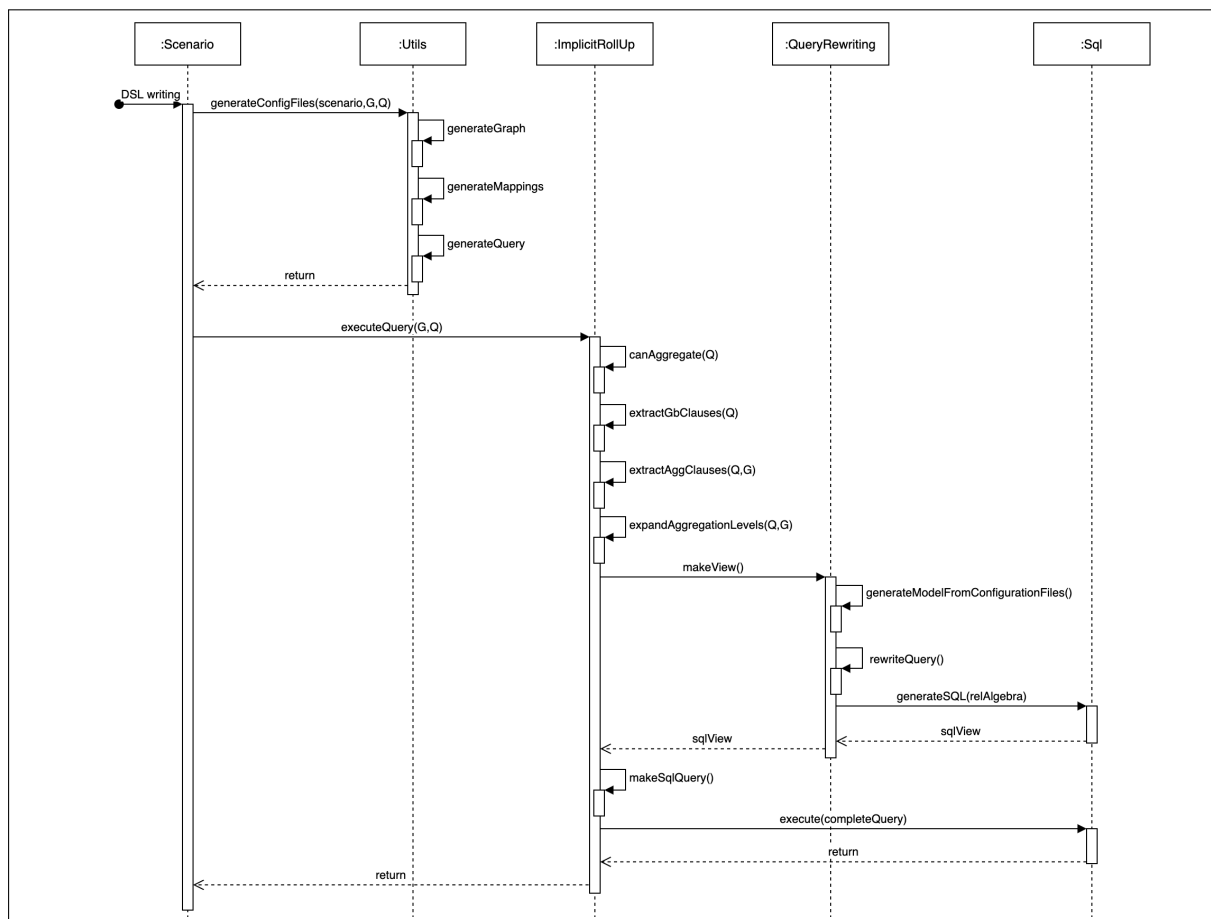 :Scenario
:Utils
:ImplicitRollUp
:QueryRewriting
:Sql
DSL writing
generateConfigFiles(scenario,G,Q)
generateGraph
generateMappings
generateQuery
return
executeQuery(G,Q)
canAggregate(Q)
extractGbClauses(Q)
extractAggClauses(Q,G)
expandAggregationLevels(Q,G)
makeView()
generateModelFromConfigurationFiles()
rewriteQuery()
generateSQL(relAlgebra)
sqlView
sqlView
makeSqlQuery()
execute(completeQuery)
return
return